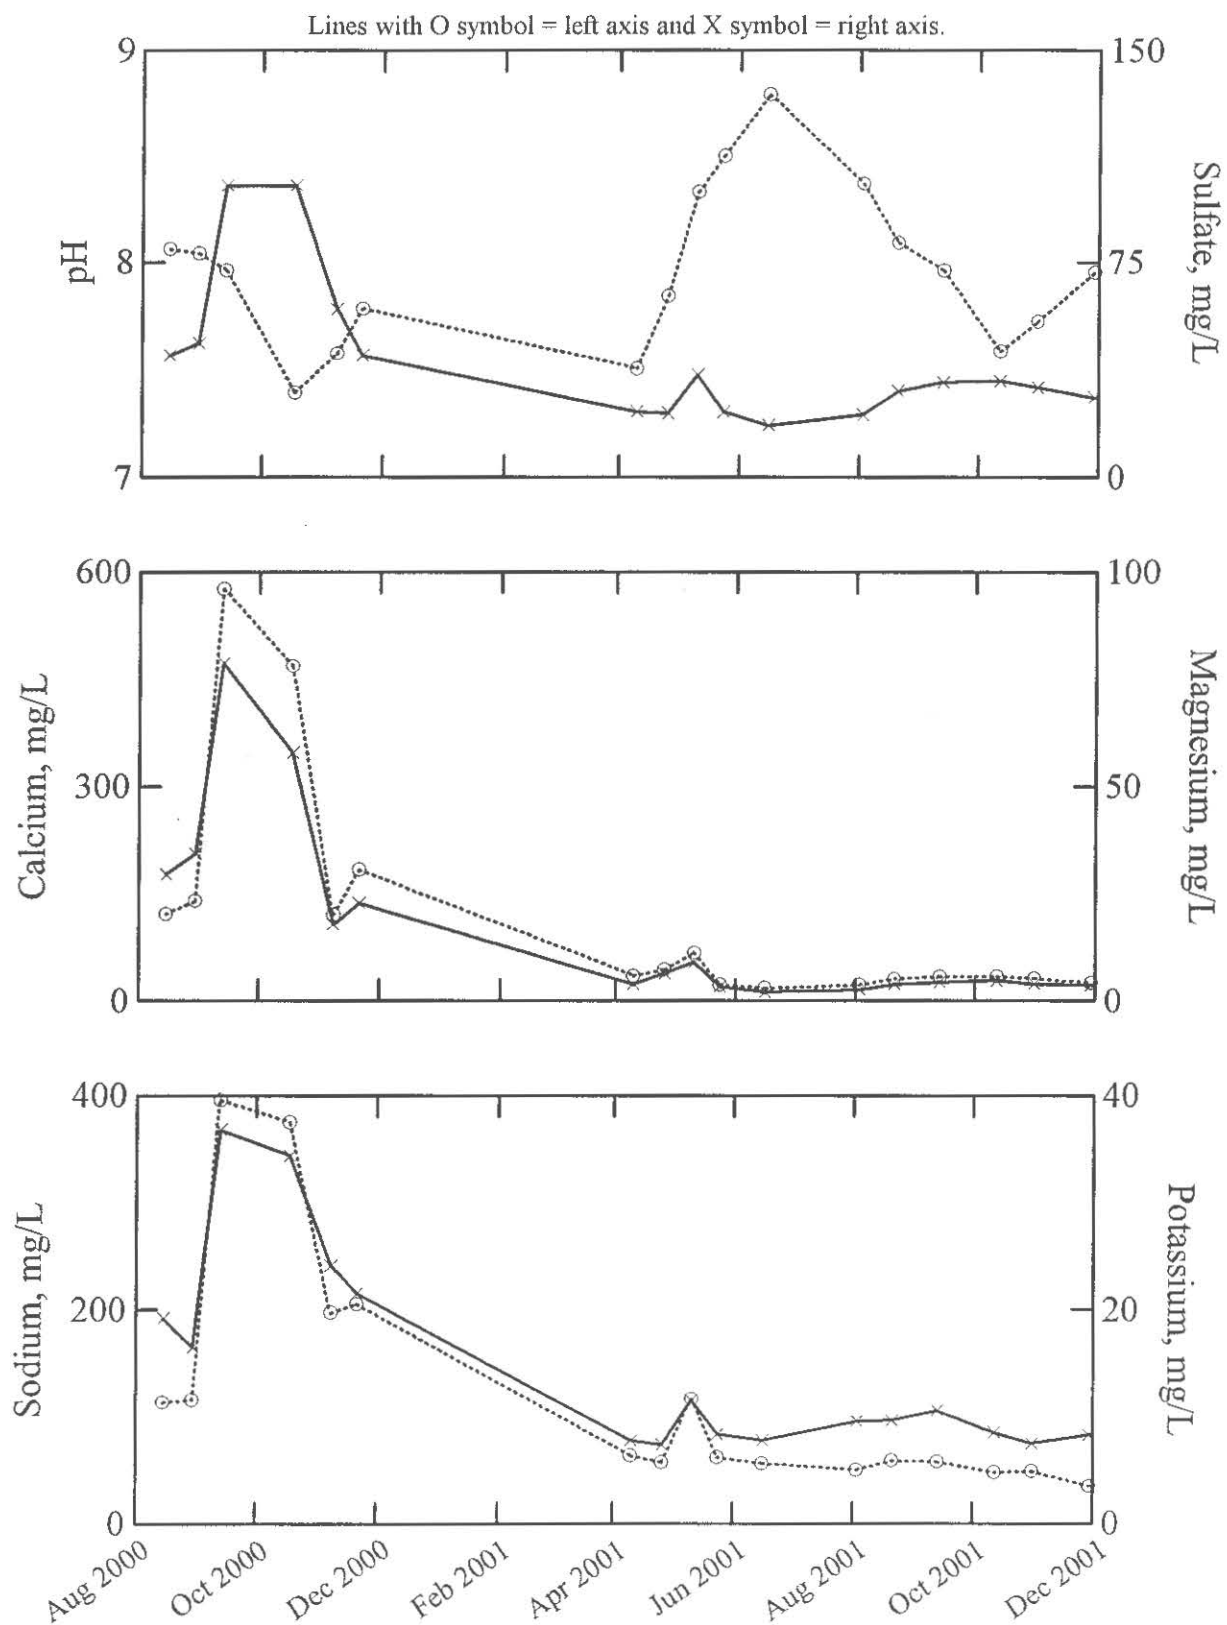 Lines with O symbol = left axis and X symbol = right axis.
9
150
pH
8
75
Sulfate, mg/L
7
0
600
100
Calcium, mg/L
300
50
Magnesium, mg/L
0
0
400
40
Sodium, mg/L
200
20
Potassium, mg/L
0
0
Aug 2000
Oct 2000
Dec 2000
Feb 2001
Apr 2001
Jun 2001
Aug 2001
Oct 2001
Dec 2001